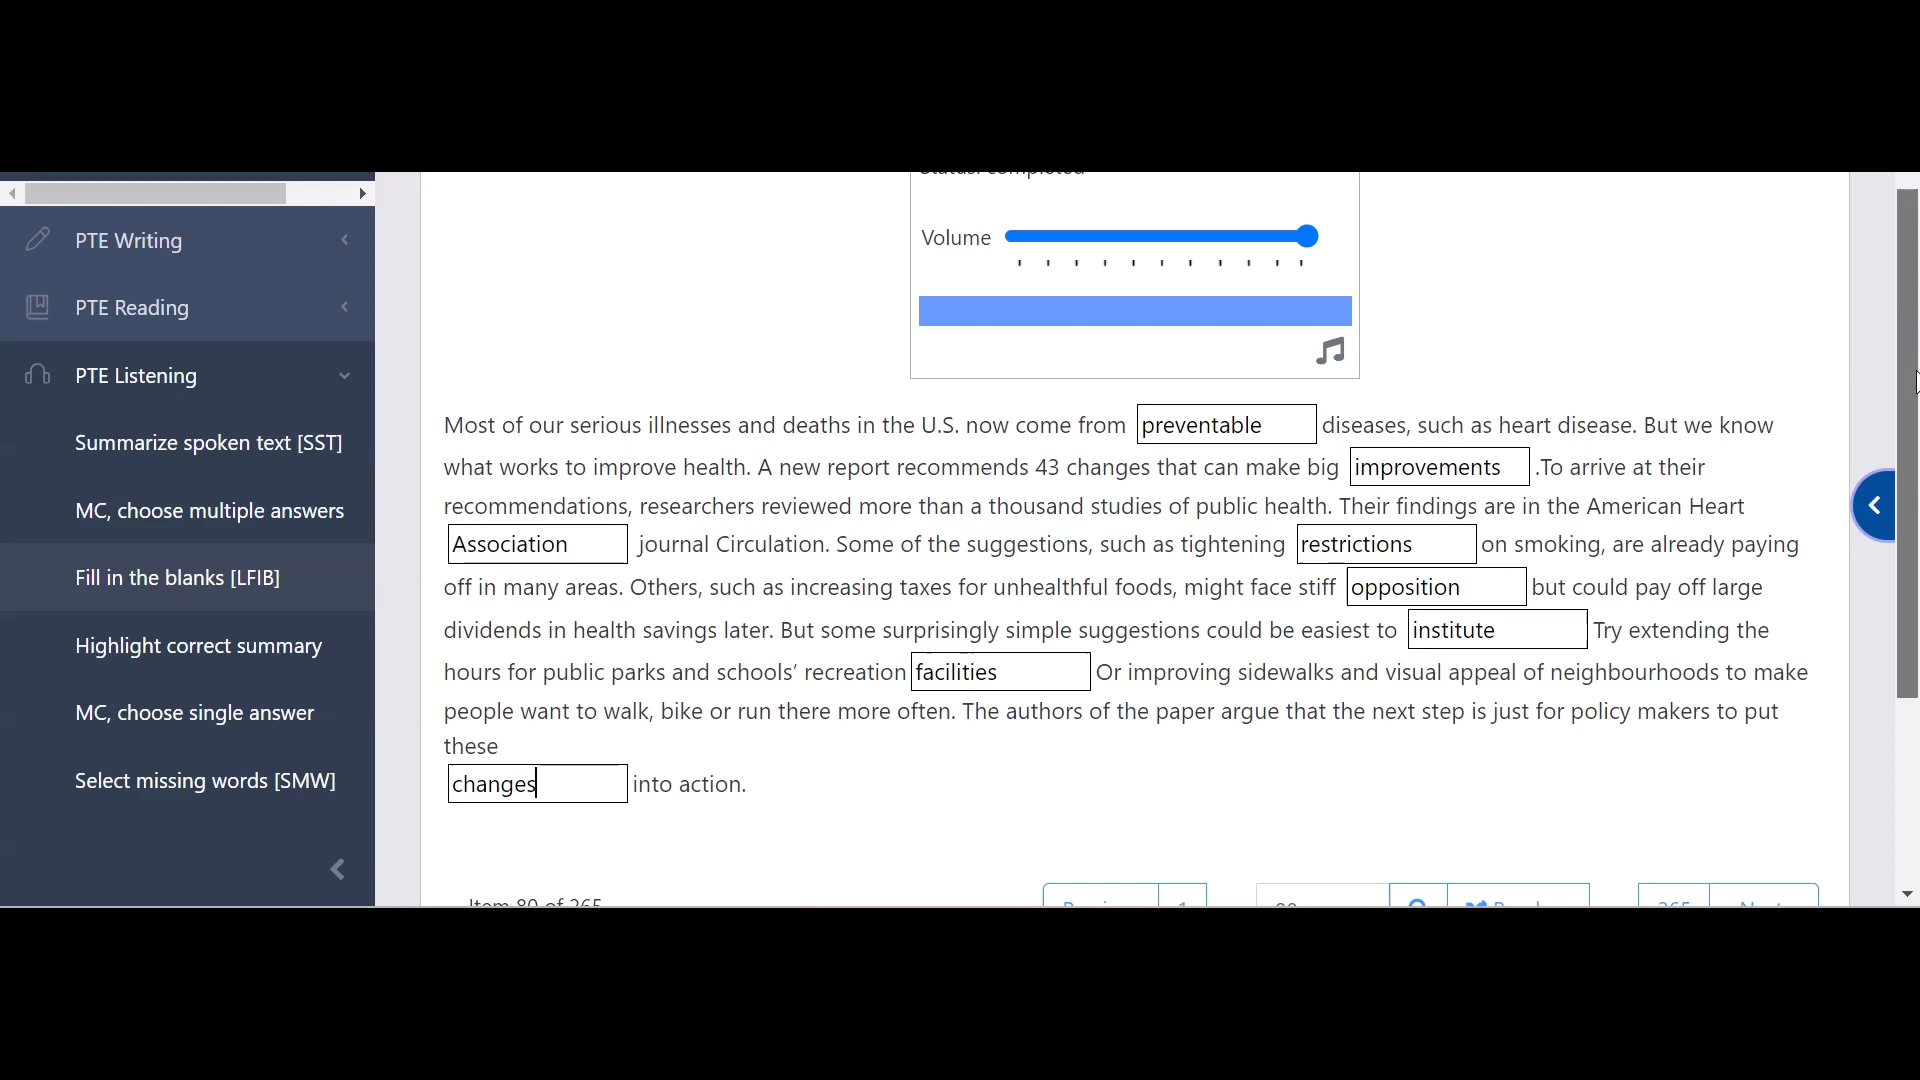 Volume
PTE Writing
PTE Reading
PTE Listening
Summarize spoken text [SST]
MC, choose multiple answers
Fill in the blanks [LFIB]
Highlight correct summary
MC, choose single answer
Select missing words [SMW]
Most of our serious illnesses and deaths in the U.S. now come from preventable diseases, such as heart disease. But we know
what works to improve health. A new report recommends 43 changes that can make big improvements .To arrive at their
recommendations, researchers reviewed more than a thousand studies of public health. Their findings are in the American Heart
Association journal Circulation. Some of the suggestions, such as tightening restrictions on smoking, are already paying
off in many areas. Others, such as increasing taxes for unhealthful foods, might face stiff opposition but could pay off large
dividends in health savings later. But some surprisingly simple suggestions could be easiest to institute Try extending the
hours for public parks and schools’ recreation facilities Or improving sidewalks and visual appeal of neighbourhoods to make
people want to walk, bike or run there more often. The authors of the paper argue that the next step is just for policy makers to put
these
changes into action.
Item 80 of 265